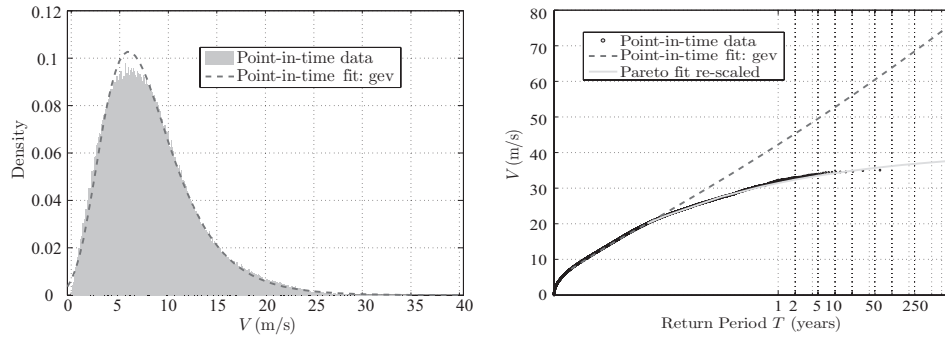 0.12
0.1
0.08
0.06
0.04
0.02
0
Density
Point-in-time data
Point-in-time fit: gev
0 5 10 15 20 25 30 35 40
V (m/s)
80
70
60
50
40
30
20
10
0
V (m/s)
Point-in-time data
Point-in-time fit: gev
Pareto fit re-scaled
1 2 5 10 50 250
Return Period T (years)